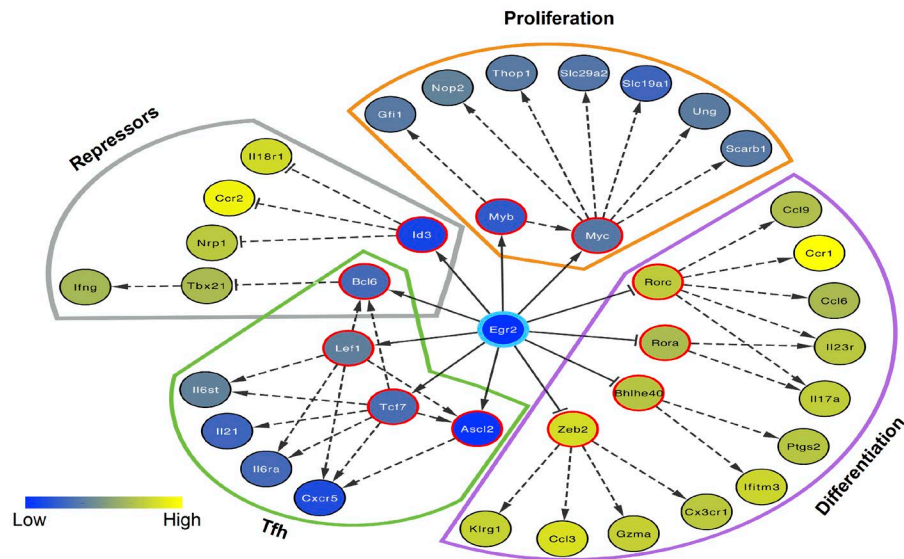 Proliferation
Repressors
Thop1
Slc29a2
Slc19a1
Nop2
Gfi1
Ung
Scarb1
Il18r1
Ccr2
Nrp1
Id3
Myb
Myc
Ifng
Tbx21
Bcl6
Egr2
Lef1
Tcf7
Ascl2
Il6st
Il21
Il6ra
Cxcr5
Tfh
Low
High
Rorc
Rora
Bhlhe40
Zeb2
Ccl9
Ccr1
Ccl6
Il23r
Il17a
Ptgs2
Ifitm3
Cx3cr1
Gzma
Ccl3
Klrg1
Differentiation